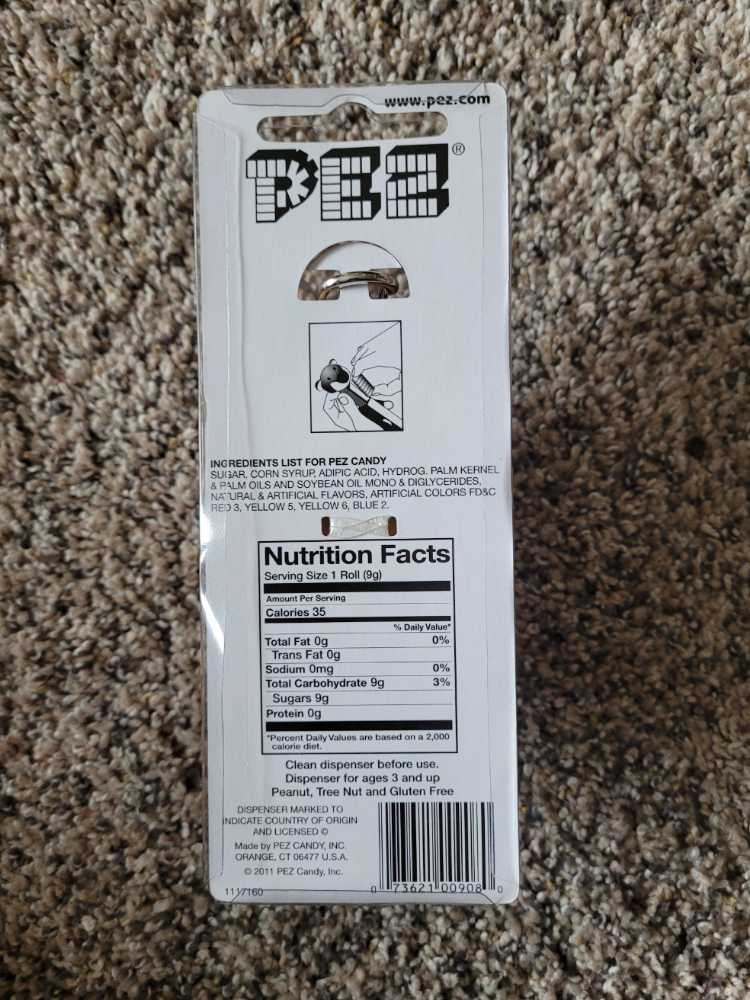 www.pez.com
PEZ®
INGREDIENTS LIST FOR PEZ CANDY
SUGAR, CORN SYRUP, ADIPIC ACID, HYDROG. PALM KERNEL
& PALM OILS AND SOYBEAN OIL MONO & DIGLYCERIDES,
NATURAL & ARTIFICIAL FLAVORS, ARTIFICIAL COLORS FD&C
RED 3, YELLOW 5, YELLOW 6, BLUE 2.
Nutrition Facts
Serving Size 1 Roll (9g)
Amount Per Serving
Calories 35
% Daily Value*
Total Fat 0g 0%
Trans Fat 0g
Sodium 0mg 0%
Total Carbohydrate 9g 3%
Sugars 9g
Protein 0g
*Percent Daily Values are based on a 2,000
calorie diet.
Clean dispenser before use.
Dispenser for ages 3 and up
Peanut, Tree Nut and Gluten Free
DISPENSER MARKED TO
INDICATE COUNTRY OF ORIGIN
AND LICENSED ©
Made by PEZ CANDY, INC.
ORANGE, CT 06477 U.S.A.
© 2011 PEZ Candy, Inc.
111/7160
0 73621 00908 0